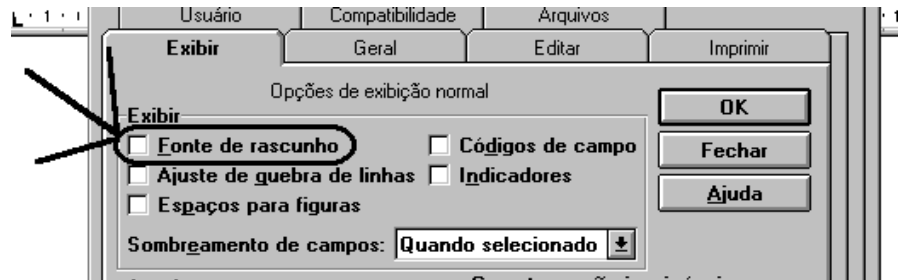 Usuário Compatibilidade Arquivos
Exibir Geral Editar Imprimir
Opções de exibição normal
Exibir
OK
Fonte de rascunho Códigos de campo
Fechar
Ajuste de quebra de linhas Indicadores
Ajuda
Espaços para figuras
Sombreamento de campos: Quando selecionado